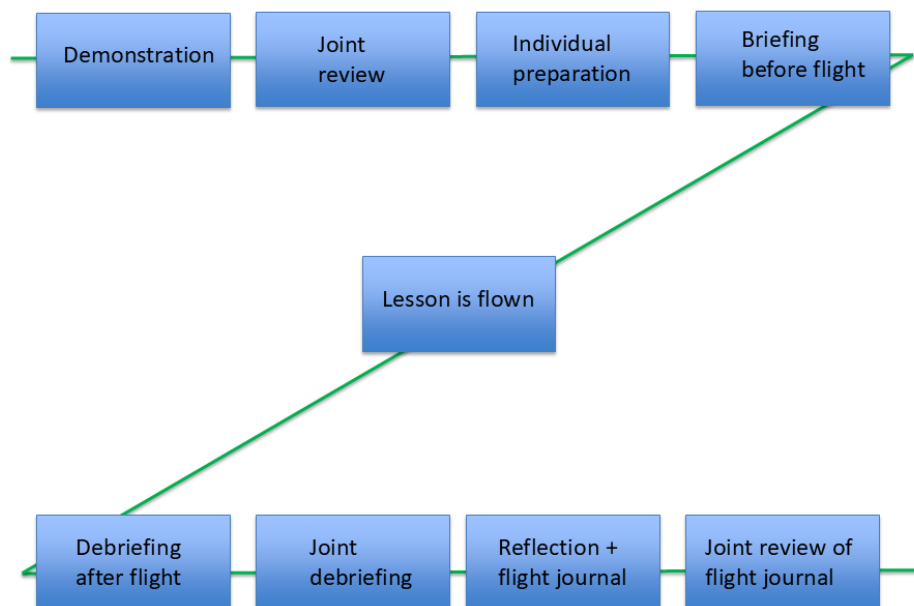 Demonstration
Joint
review
Individual
preparation
Briefing
before flight
Lesson is flown
Debriefing
after flight
Joint
debriefing
Reflection +
flight journal
Joint review of
flight journal